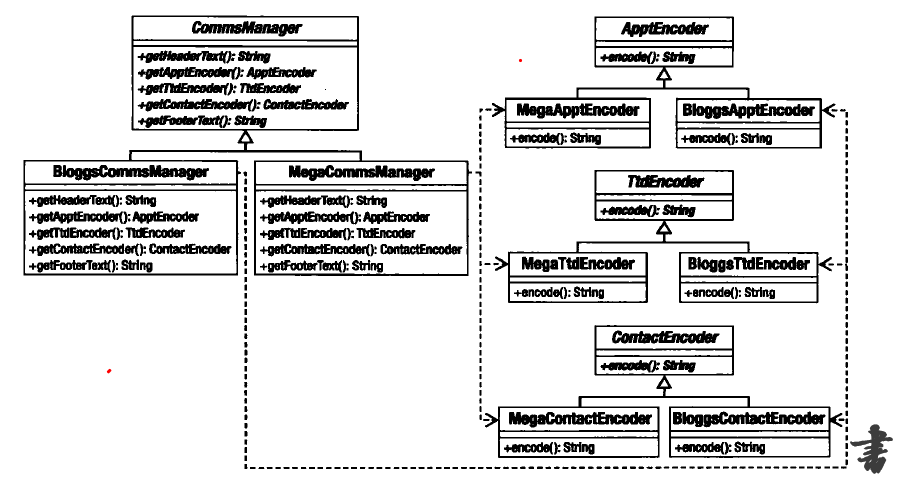 CommsManager
+getHeaderText(): String
+getApptEncoder(): ApptEncoder
+getTtdEncoder(): TtdEncoder
+getContactEncoder(): ContactEncoder
+getFooterText(): String
BloggsCommsManager
+getHeaderText(): String
+getApptEncoder(): ApptEncoder
+getTtdEncoder(): TtdEncoder
+getContactEncoder(): ContactEncoder
+getFooterText(): String
MegaCommsManager
+getHeaderText(): String
+getApptEncoder(): ApptEncoder
+getTtdEncoder(): TtdEncoder
+getContactEncoder(): ContactEncoder
+getFooterText(): String
ApptEncoder
+encode(): String
MegaApptEncoder
+encode(): String
BloggsApptEncoder
+encode(): String
TtdEncoder
+encode(): String
MegaTtdEncoder
+encode(): String
BloggsTtdEncoder
+encode(): String
ContactEncoder
+encode(): String
MegaContactEncoder
+encode(): String
BloggsContactEncoder
+encode(): String
書